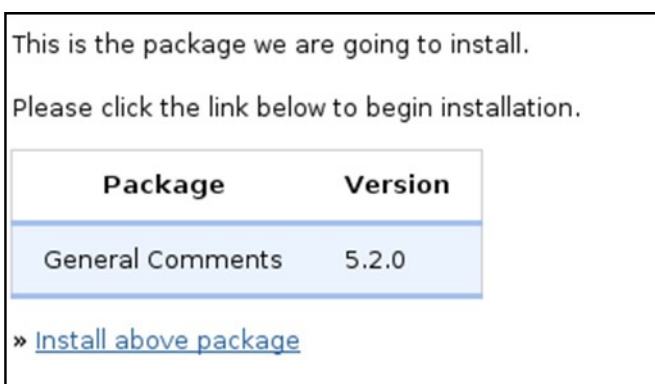 This is the package we are going to install.
Please click the link below to begin installation.
Package Version
General Comments 5.2.0
» Install above package